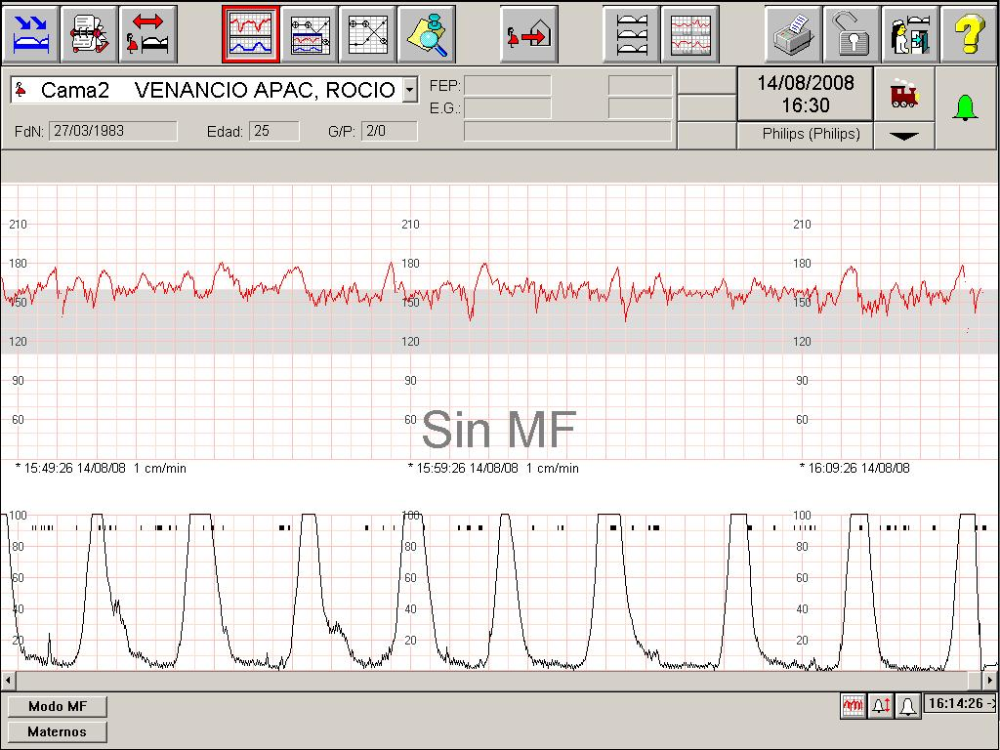 Cama2 VENANCIO APAC, ROCIO
FEP:
E.G.:
14/08/2008
16:30
FdN: 27/03/1983 Edad: 25 G/P: 2/0
Philips (Philips)
210 210 210
180 180 180
150 150 150
120 120 120
90 90 90
60 60 60
Sin MF
* 15:49:26 14/08/08 1 cm/min * 15:59:26 14/08/08 1 cm/min * 16:09:26 14/08/08
100 100 100
80 80 80
60 60 60
40 40 40
20 20 20
Modo MF
Maternos
16:14:26 ->